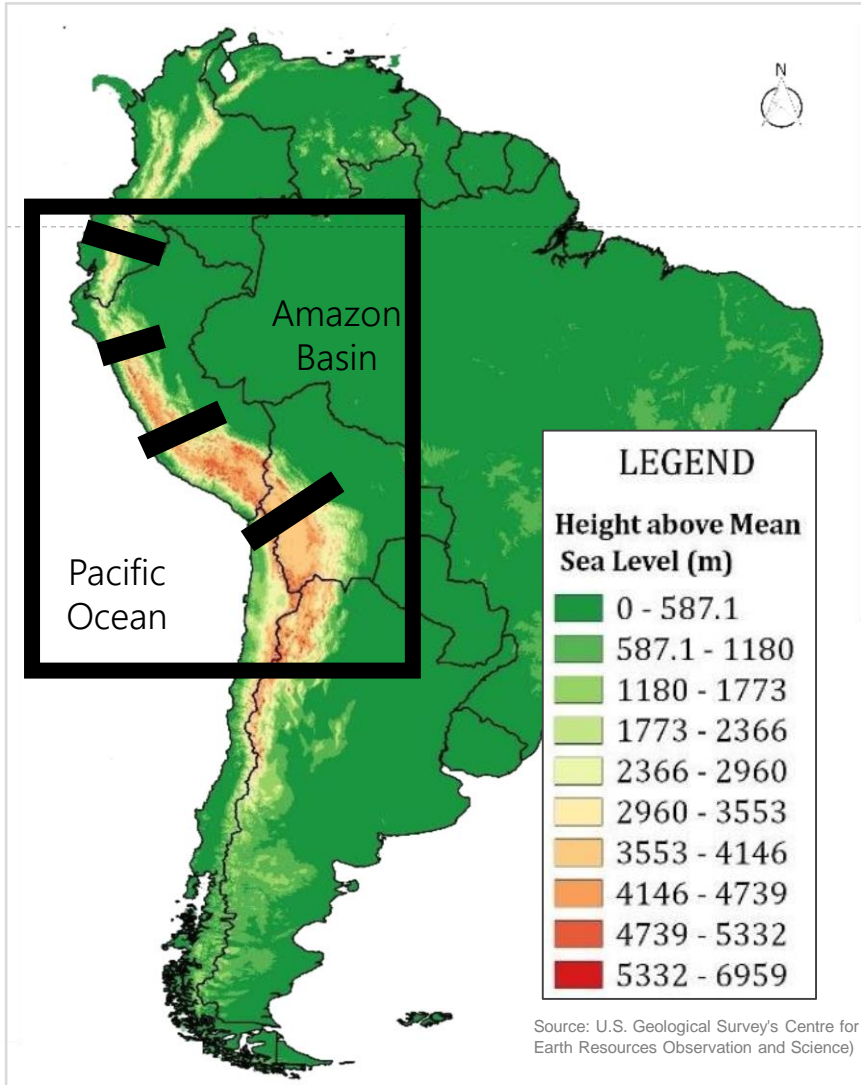 N
Amazon
Basin
Pacific
Ocean
LEGEND
Height above Mean
Sea Level (m)
0 - 587.1
587.1 - 1180
1180 - 1773
1773 - 2366
2366 - 2960
2960 - 3553
3553 - 4146
4146 - 4739
4739 - 5332
5332 - 6959
Source: U.S. Geological Survey's Centre for
Earth Resources Observation and Science)